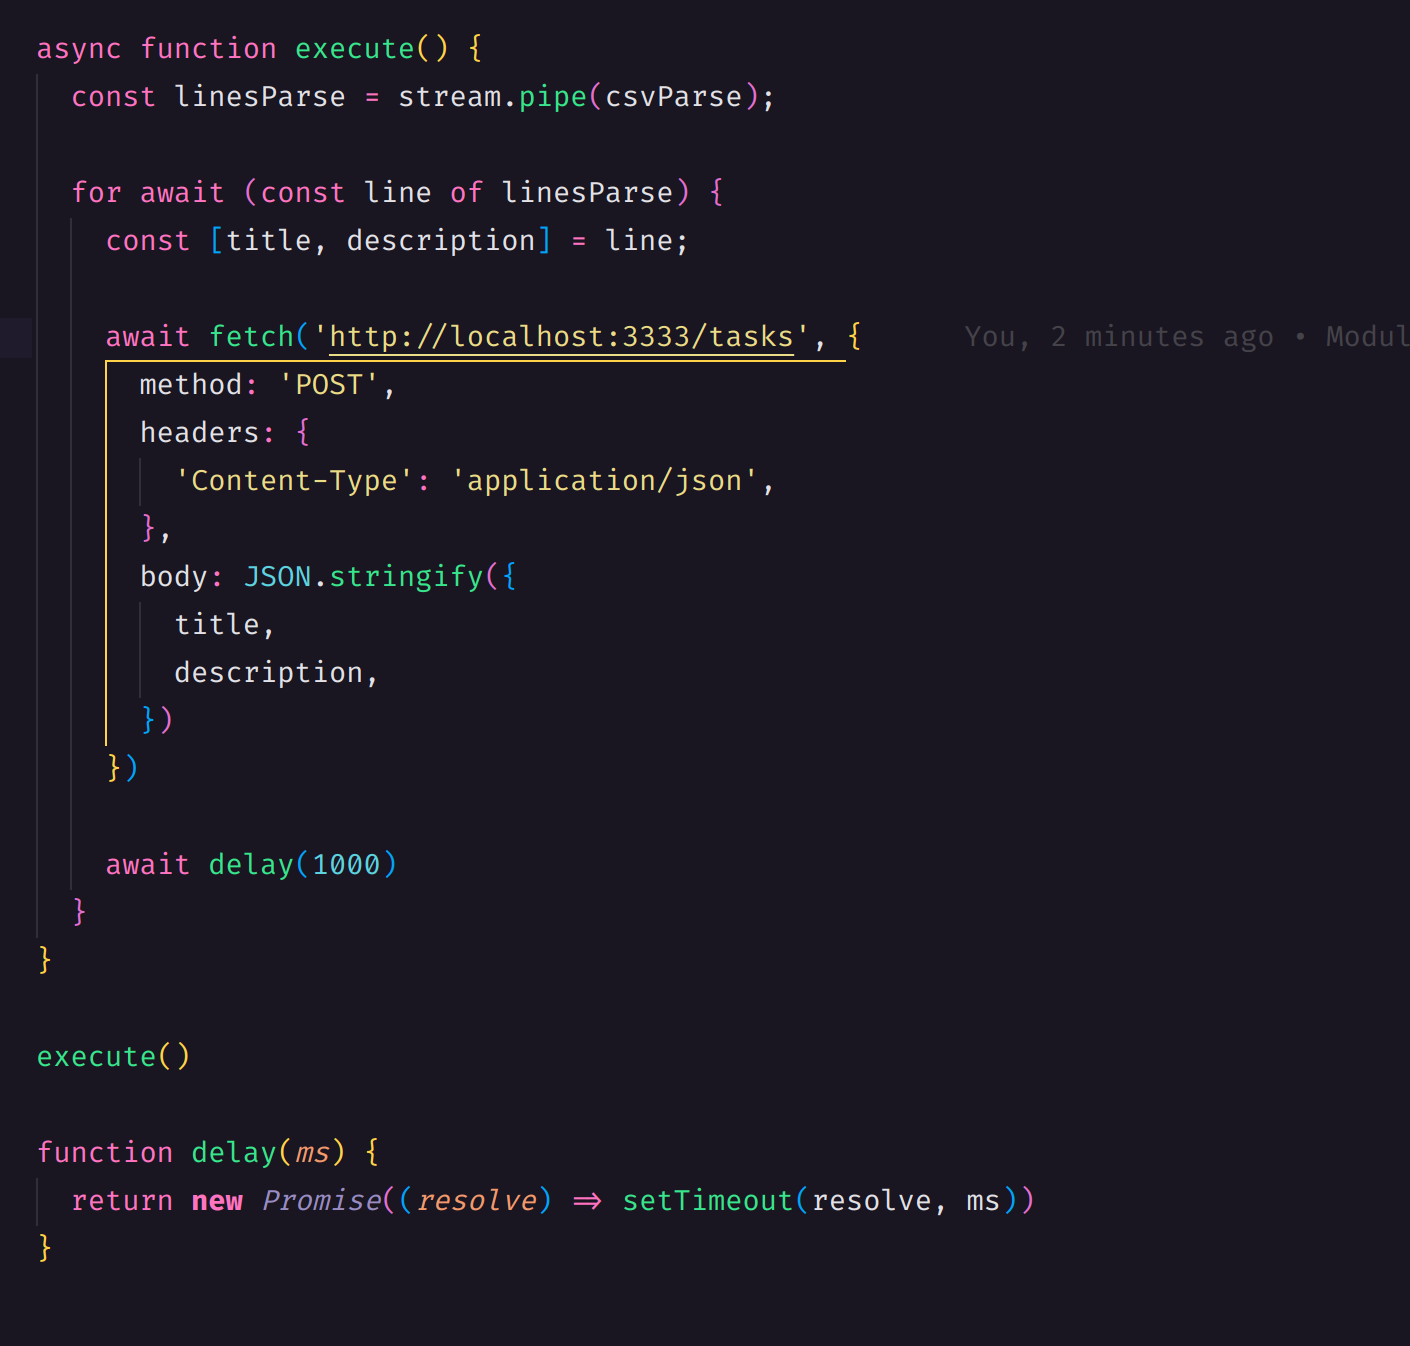 async function execute() {
const linesParse = stream.pipe(csvParse);
for await (const line of linesParse) {
const [title, description] = line;
await fetch('http://localhost:3333/tasks', { You, 2 minutes ago • Modul
method: 'POST',
headers: {
'Content-Type': 'application/json',
},
body: JSON.stringify({
title,
description,
})
})
await delay(1000)
}
}
execute()
function delay(ms) {
return new Promise((resolve) => setTimeout(resolve, ms))
}